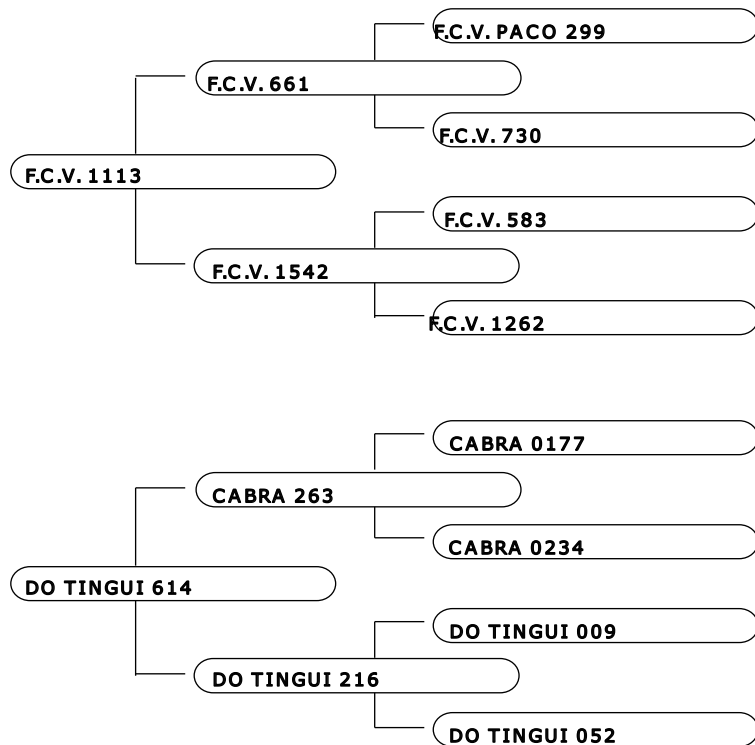 F.C.V. PACO 299
F.C.V. 661
F.C.V. 730
F.C.V. 1113
F.C.V. 583
F.C.V. 1542
F.C.V. 1262
CABRA 0177
CABRA 263
CABRA 0234
DO TINGUI 614
DO TINGUI 009
DO TINGUI 216
DO TINGUI 052